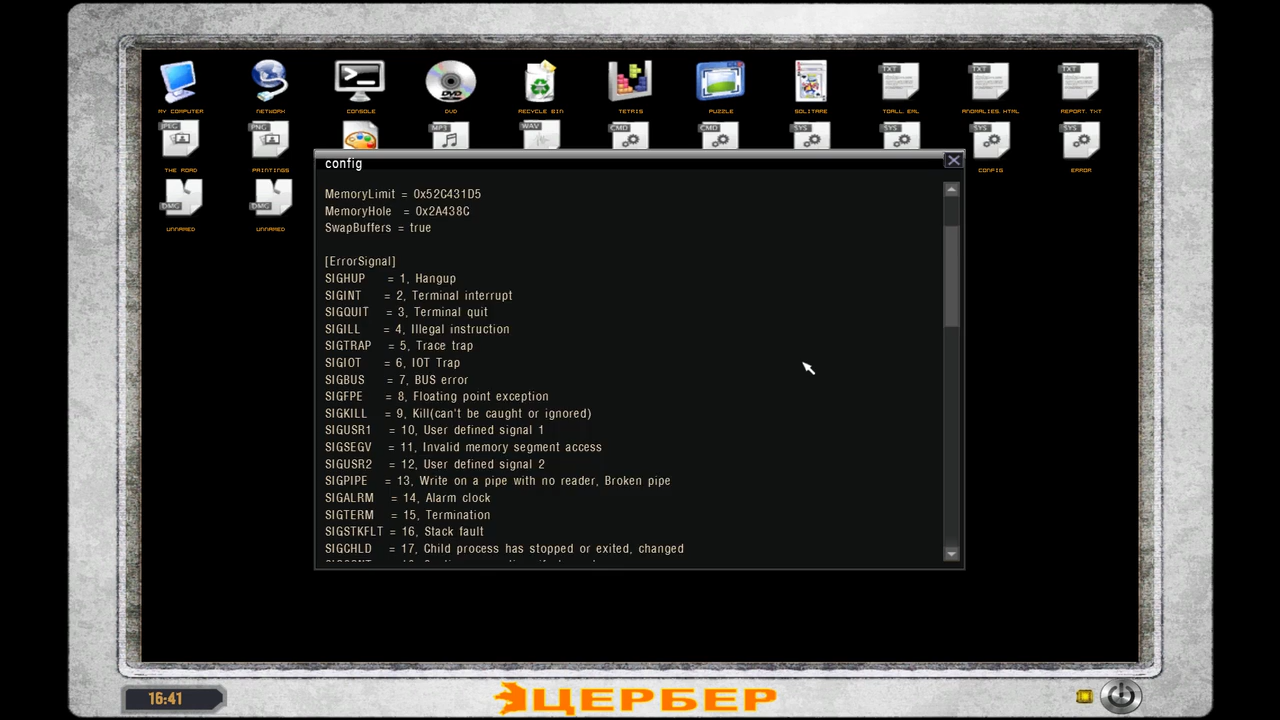 MY COMPUTER NETWORK CONSOLE DVD RECYCLE BIN TETRIS PUZZLE SOLITAIRE TXT TXT ANOMALIES.HTML TXT REPORT.TXT
JPEG PNG MP3 WAV CMD CMD SYS SYS SYS SYS
THE ROAD PAINTINGS CONFIG ERROR
DMG DMG
UNNAMED UNNAMED
config
MemoryLimit = 0x52C431D5
MemoryHole = 0x2A438C
SwapBuffers = true
[ErrorSignal]
SIGHUP = 1, Hangup
SIGINT = 2, Terminal interrupt
SIGQUIT = 3, Terminal quit
SIGILL = 4, Illegal instruction
SIGTRAP = 5, Trace trap
SIGIOT = 6, IOT Trap
SIGBUS = 7, BUS error
SIGFPE = 8, Floating point exception
SIGKILL = 9, Kill(can't be caught or ignored)
SIGUSR1 = 10, User defined signal 1
SIGSEGV = 11, Invalid memory segment access
SIGUSR2 = 12, User defined signal 2
SIGPIPE = 13, Write on a pipe with no reader, Broken pipe
SIGALRM = 14, Alarm clock
SIGTERM = 15, Termination
SIGSTKFLT = 16, Stack fault
SIGCHLD = 17, Child process has stopped or exited, changed
16:41
ЦЕРБЕР